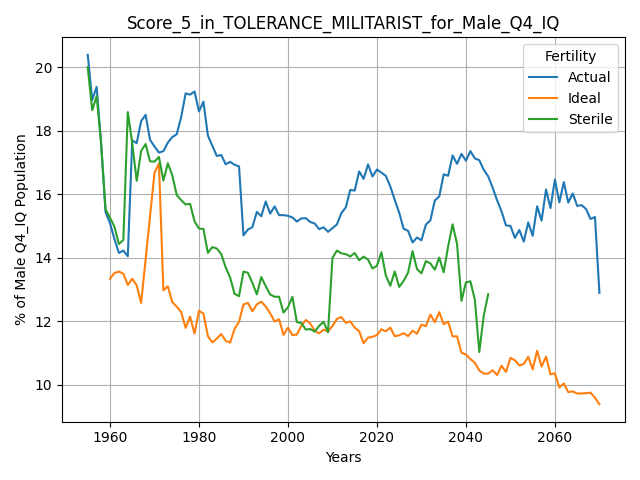 Score_5_in_TOLERANCE_MILITARIST_for_Male_Q4_IQ
Fertility
Actual
Ideal
Sterile
% of Male Q4_IQ Population
20
18
16
14
12
10
1960
1980
2000
2020
2040
2060
Years